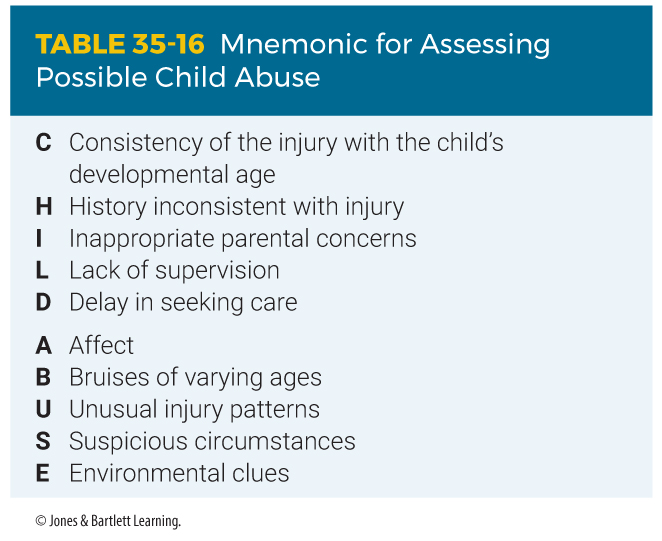 TABLE 35-16 Mnemonic for Assessing
Possible Child Abuse
C Consistency of the injury with the child’s
developmental age
H History inconsistent with injury
I Inappropriate parental concerns
L Lack of supervision
D Delay in seeking care
A Affect
B Bruises of varying ages
U Unusual injury patterns
S Suspicious circumstances
E Environmental clues
© Jones & Bartlett Learning.